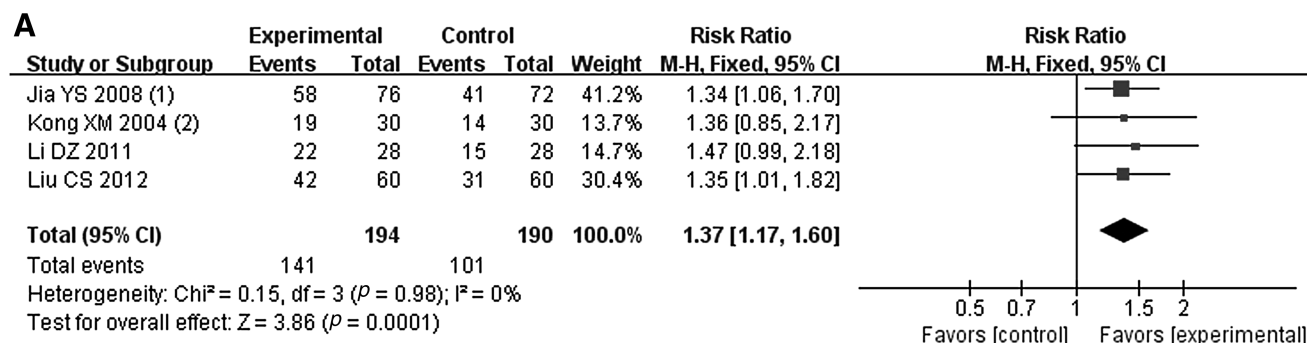 A
Experimental Control Risk Ratio Risk Ratio
Study or Subgroup Events Total Events Total Weight M-H, Fixed, 95% CI M-H, Fixed, 95% CI
Jia YS 2008 (1) 58 76 41 72 41.2% 1.34 [1.06, 1.70]
Kong XM 2004 (2) 19 30 14 30 13.7% 1.36 [0.85, 2.17]
Li DZ 2011 22 28 15 28 14.7% 1.47 [0.99, 2.18]
Liu CS 2012 42 60 31 60 30.4% 1.35 [1.01, 1.82]
Total (95% CI) 194 190 100.0% 1.37 [1.17, 1.60]
Total events 141 101
Heterogeneity: Chi² = 0.15, df = 3 (P = 0.98); I² = 0%
Test for overall effect: Z = 3.86 (P = 0.0001)
0.5 0.7 1 1.5 2
Favors [control] Favors [experimental]